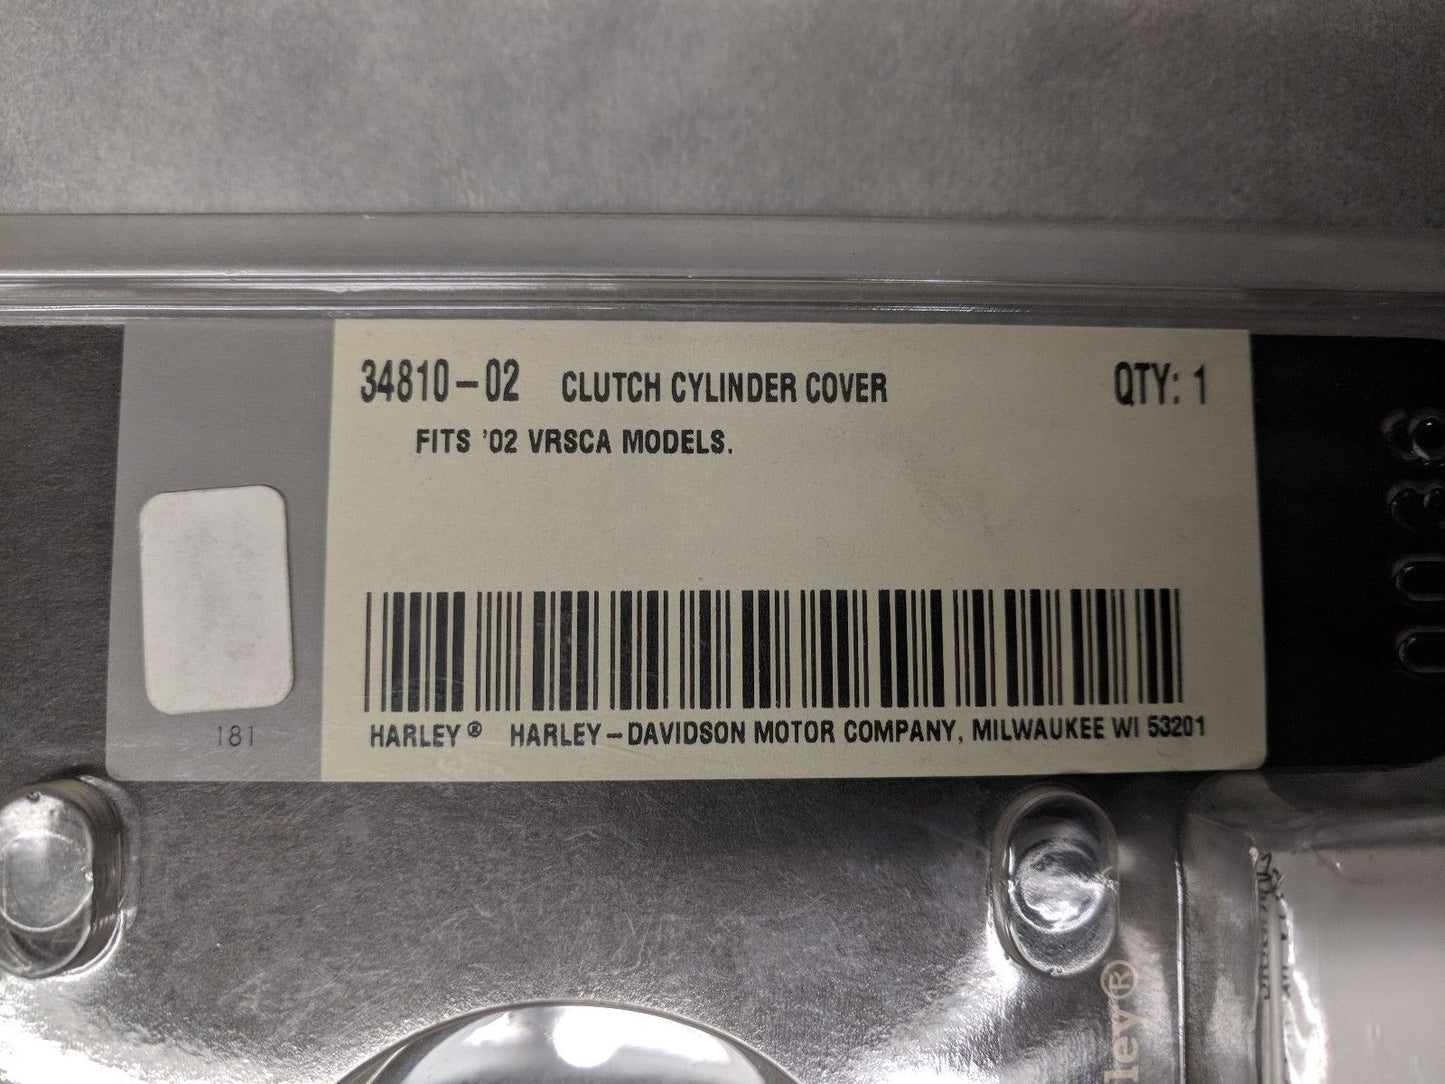 34810-02 CLUTCH CYLINDER COVER QTY: 1
FITS '02 VRSCA MODELS.
181
HARLEY® HARLEY-DAVIDSON MOTOR COMPANY, MILWAUKEE WI 53201
ley®